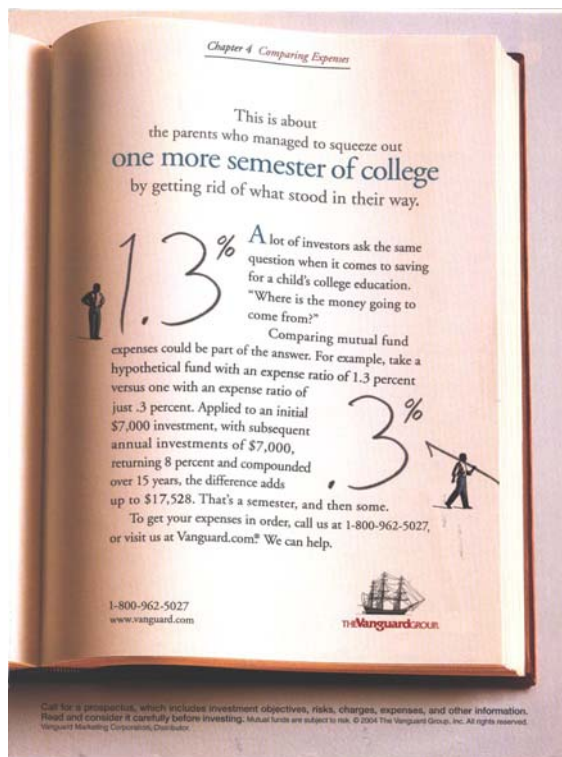 Chapter 4 Comparing Expenses
This is about
the parents who managed to squeeze out
one more semester of college
by getting rid of what stood in their way.
1.3%
A lot of investors ask the same
question when it comes to saving
for a child's college education.
"Where is the money going to
come from?"
Comparing mutual fund
expenses could be part of the answer. For example, take a
hypothetical fund with an expense ratio of 1.3 percent
versus one with an expense ratio of
just .3 percent. Applied to an initial
$7,000 investment, with subsequent
annual investments of $7,000,
returning 8 percent and compounded
over 15 years, the difference adds
up to $17,528. That's a semester, and then some.
.3%
To get your expenses in order, call us at 1-800-962-5027,
or visit us at Vanguard.com.® We can help.
1-800-962-5027
www.vanguard.com
THE Vanguard GROUP.
Call for a prospectus, which includes investment objectives, risks, charges, expenses, and other information.
Read and consider it carefully before investing. Mutual funds are subject to risk. © 2004 The Vanguard Group, Inc. All rights reserved.
Vanguard Marketing Corporation, Distributor.